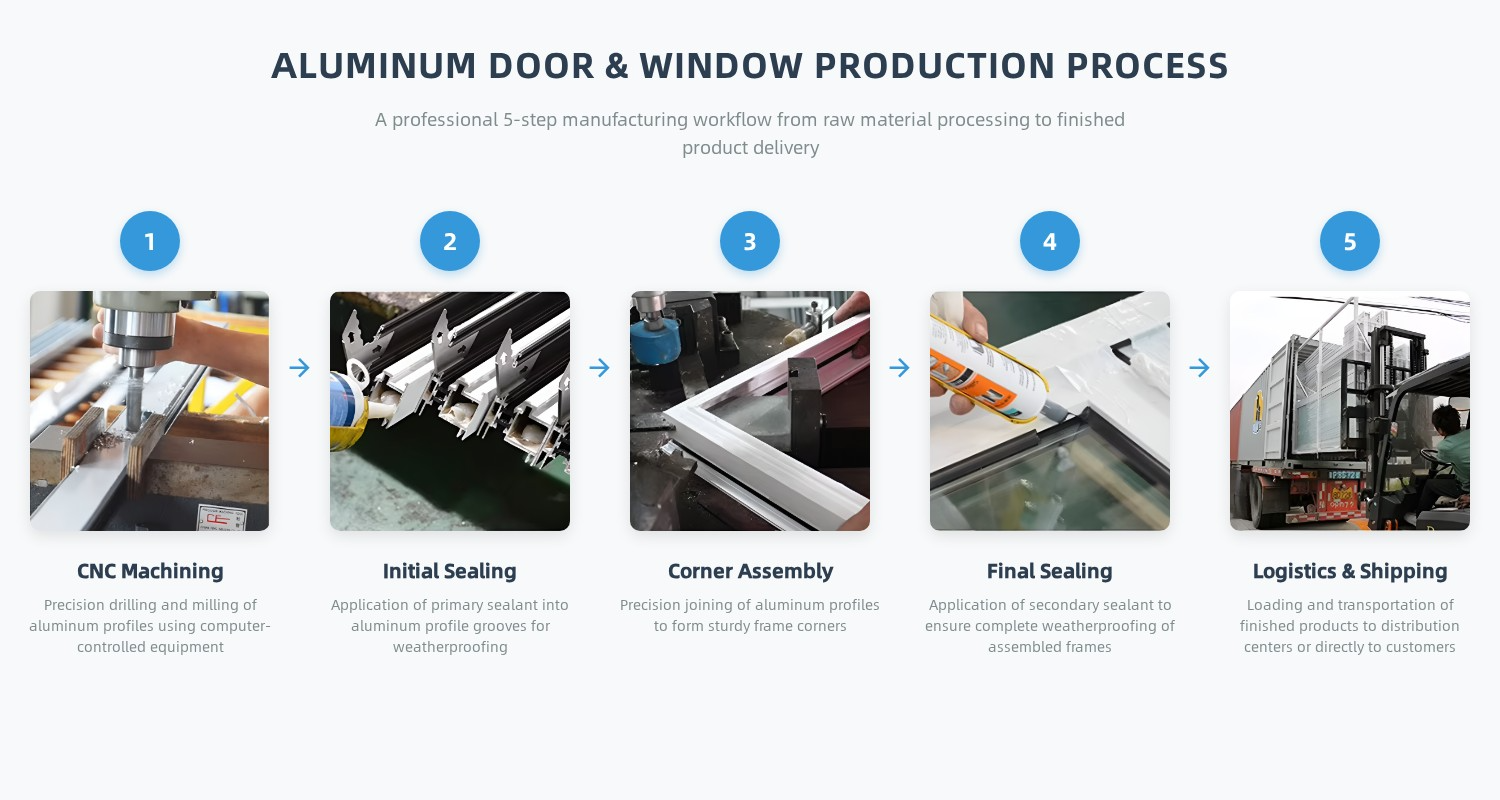 ALUMINUM DOOR & WINDOW PRODUCTION PROCESS
A professional 5-step manufacturing workflow from raw material processing to finished
product delivery
1
2
3
4
5
CE
CNC Machining
Initial Sealing
Corner Assembly
Final Sealing
Logistics & Shipping
Precision drilling and milling of
aluminum profiles using computer-
controlled equipment
Application of primary sealant into
aluminum profile grooves for
weatherproofing
Precision joining of aluminum profiles
to form sturdy frame corners
Application of secondary sealant to
ensure complete weatherproofing of
assembled frames
Loading and transportation of
finished products to distribution
centers or directly to customers